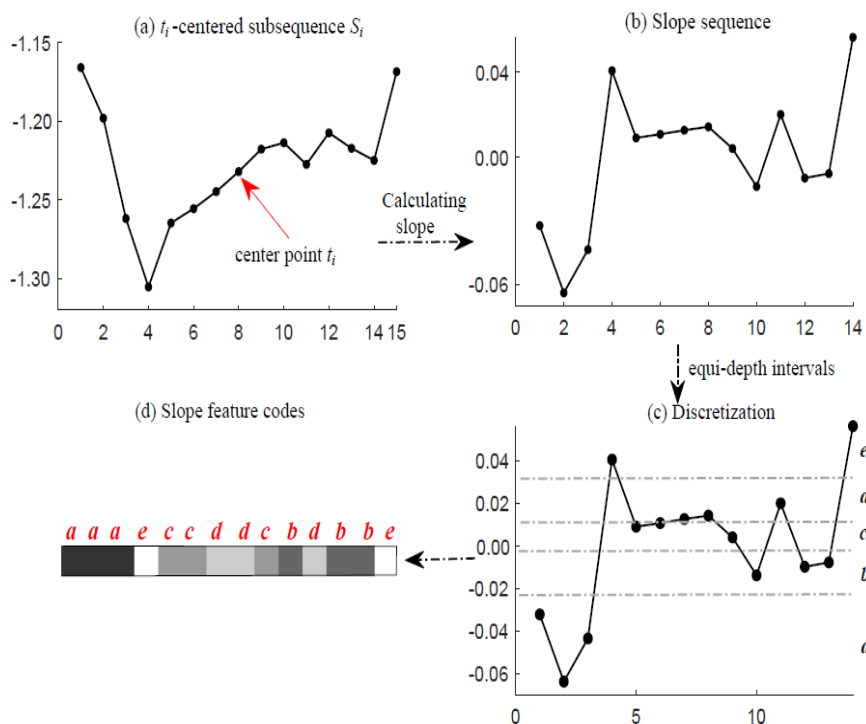 (a) ti-centered subsequence Si
-1.15
-1.20
-1.25
-1.30
center point ti
0 2 4 6 8 10 12 14 15
Calculating
slope
(b) Slope sequence
0.04
0.00
-0.06
0 2 4 6 8 10 12 14
equi-depth intervals
(c) Discretization
0.04
0.02
0.00
-0.02
-0.04
-0.06
0 5 10
e
c
(d) Slope feature codes
a a a e c c d d c b d b b e